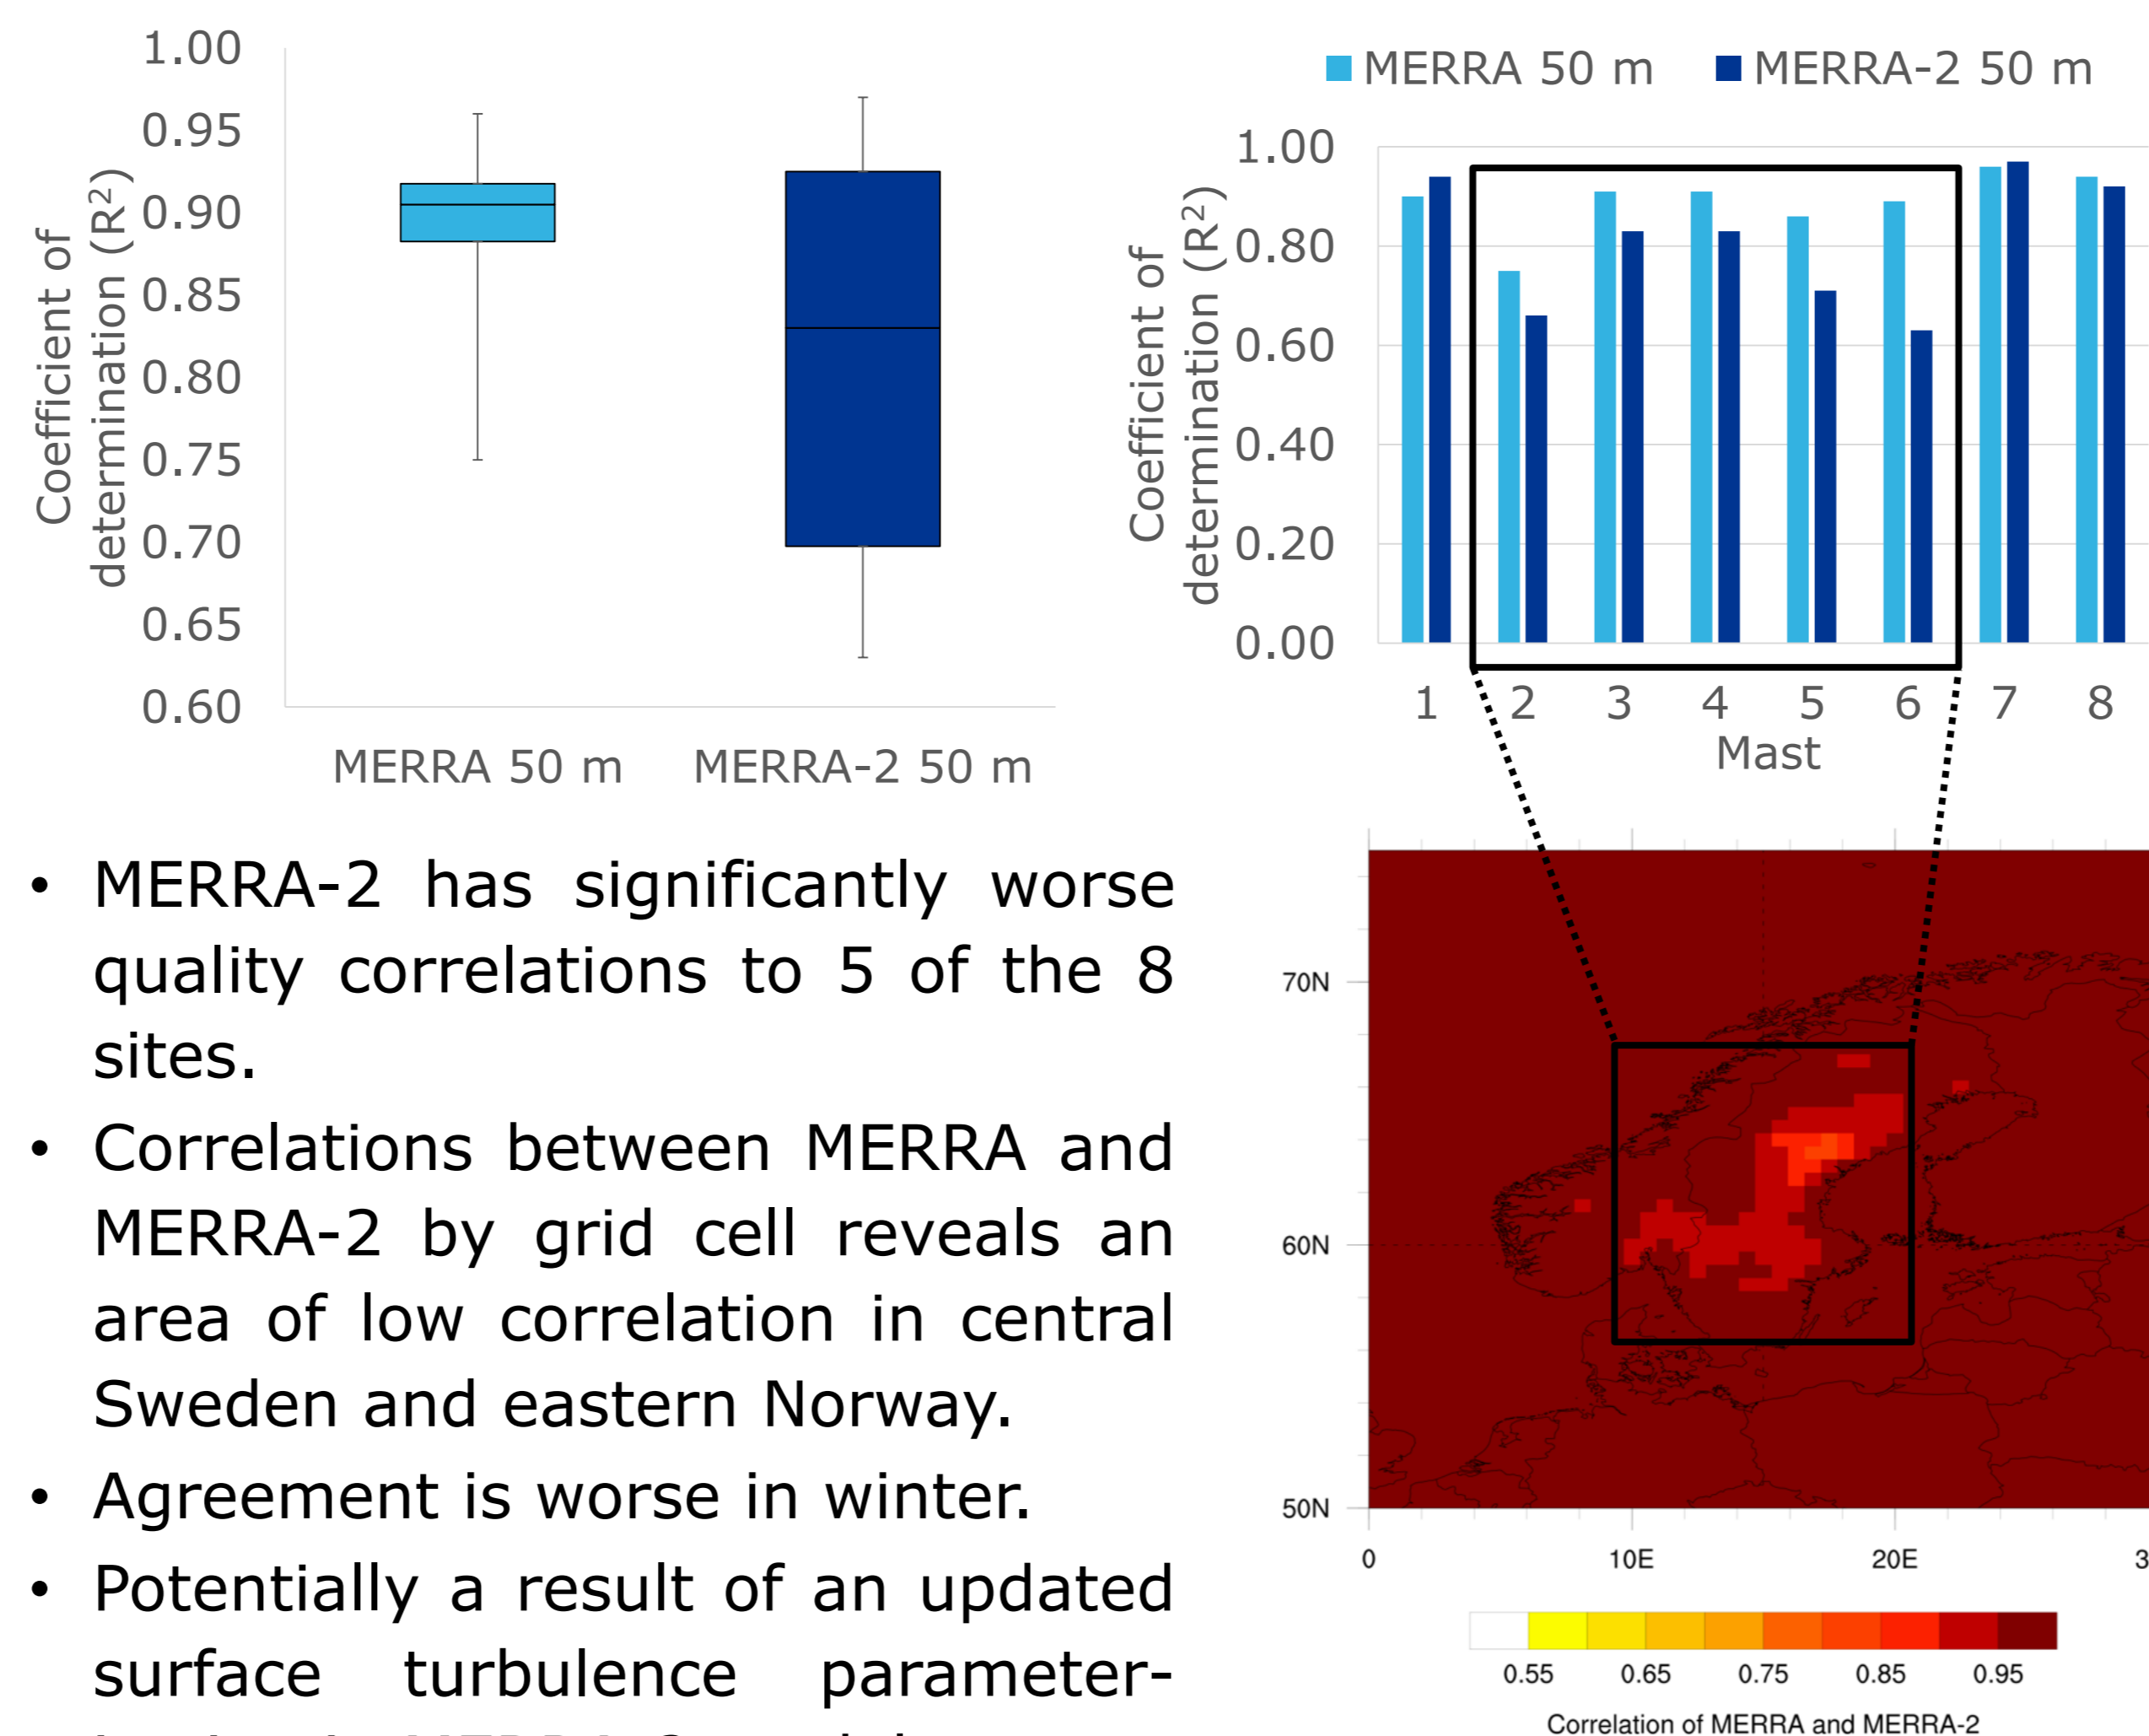 1.00
0.95
0.90
0.85
0.80
0.75
0.70
0.65
0.60
Coefficient of
determination (R²)
MERRA 50 m
MERRA-2 50 m
MERRA 50 m
MERRA-2 50 m
1.00
0.80
0.60
0.40
0.20
0.00
Coefficient of
determination (R²)
1 2 3 4 5 6 7 8
Mast
• MERRA-2 has significantly worse
quality correlations to 5 of the 8
sites.
• Correlations between MERRA and
MERRA-2 by grid cell reveals an
area of low correlation in central
Sweden and eastern Norway.
• Agreement is worse in winter.
• Potentially a result of an updated
surface turbulence parameter-
70N
60N
50N
0 10E 20E 3
0.55 0.65 0.75 0.85 0.95
Correlation of MERRA and MERRA-2